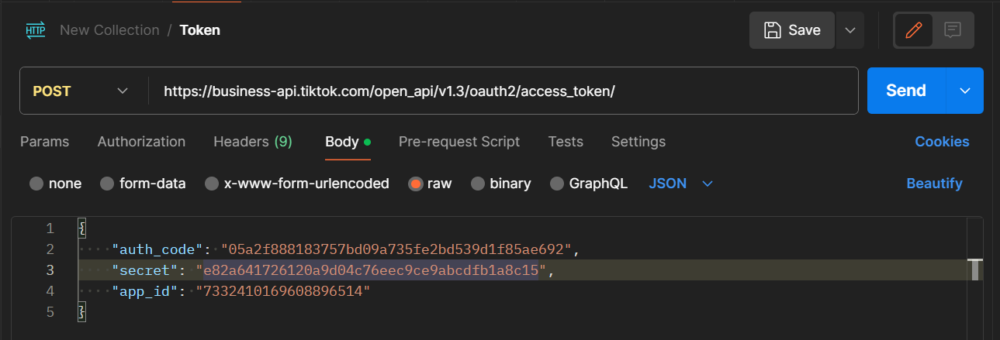 HTTP New Collection / Token Save
POST https://business-api.tiktok.com/open_api/v1.3/oauth2/access_token/ Send
Params Authorization Headers (9) Body Pre-request Script Tests Settings Cookies
none form-data x-www-form-urlencoded raw binary GraphQL JSON Beautify
1 {
2 "auth_code": "05a2f888183757bd09a735fe2bd539d1f85ae692",
3 "secret": "e82a641726120a9d04c76eec9ce9abcdfb1a8c15",
4 "app_id": "7332410169608896514"
5 }